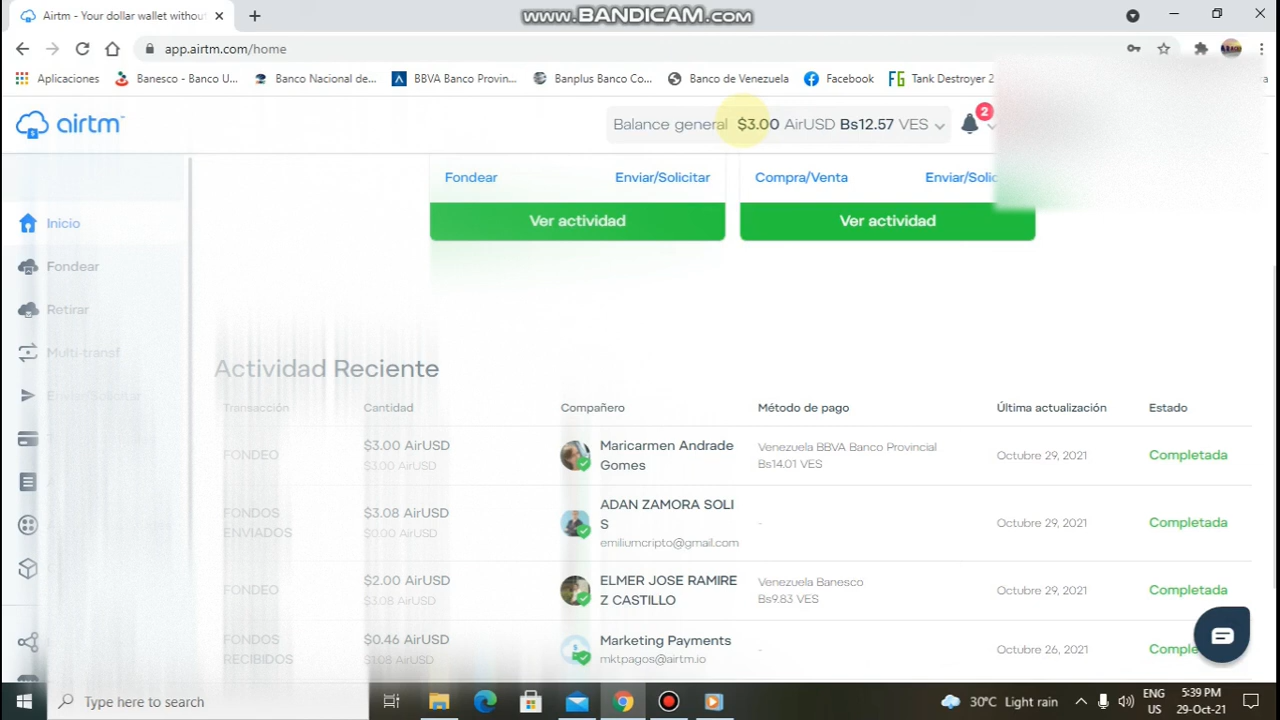 www.BANDICAM.com
Airtm - Your dollar wallet without
app.airtm.com/home
Aplicaciones
Banesco - Banco U...
Banco Nacional de...
BBVA Banco Provin...
Banplus Banco Co...
Banco de Venezuela
Facebook
FG Tank Destroyer 2
airtm
Balance general $3.00 AirUSD Bs12.57 VES
2
Fondear
Enviar/Solicitar
Compra/Venta
Ver actividad
Ver actividad
Inicio
Fondear
Retirar
Multi-transf
Enviar/Solicitar
Actividad Reciente
Transacción Cantidad Compañero Método de pago Última actualización Estado
FONDEO
$3.00 AirUSD
$3.00 AirUSD
Maricarmen Andrade
Gomes
Venezuela BBVA Banco Provincial
Bs14.01 VES
Octubre 29, 2021
Completada
FONDOS
ENVIADOS
$3.08 AirUSD
$0.00 AirUSD
ADAN ZAMORA SOLI
S
emiliumcripto@gmail.com
-
Octubre 29, 2021
Completada
FONDEO
$2.00 AirUSD
$3.08 AirUSD
ELMER JOSE RAMIRE
Z CASTILLO
Venezuela Banesco
Bs9.83 VES
Octubre 29, 2021
Completada
FONDOS
RECIBIDOS
$0.46 AirUSD
$1.08 AirUSD
Marketing Payments
mktpagos@airtm.io
-
Octubre 26, 2021
Comple
Type here to search
30°C Light rain
ENG
US
5:39 PM
29-Oct-21